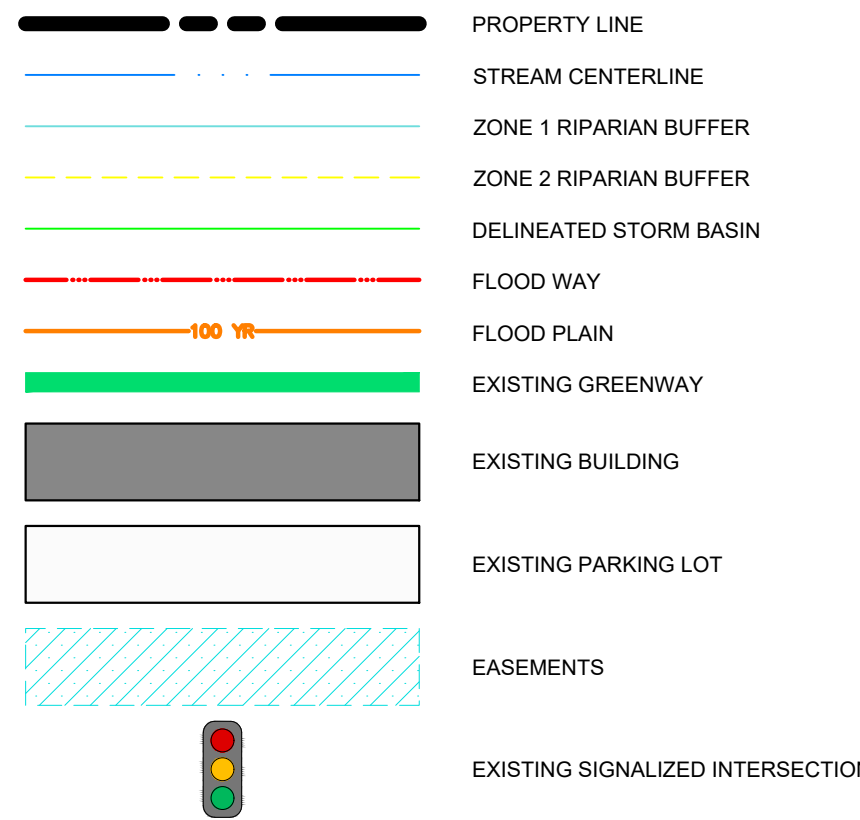 PROPERTY LINE
STREAM CENTERLINE
ZONE 1 RIPARIAN BUFFER
ZONE 2 RIPARIAN BUFFER
DELINEATED STORM BASIN
FLOOD WAY
100 YR
FLOOD PLAIN
EXISTING GREENWAY
EXISTING BUILDING
EXISTING PARKING LOT
EASEMENTS
EXISTING SIGNALIZED INTERSECTION